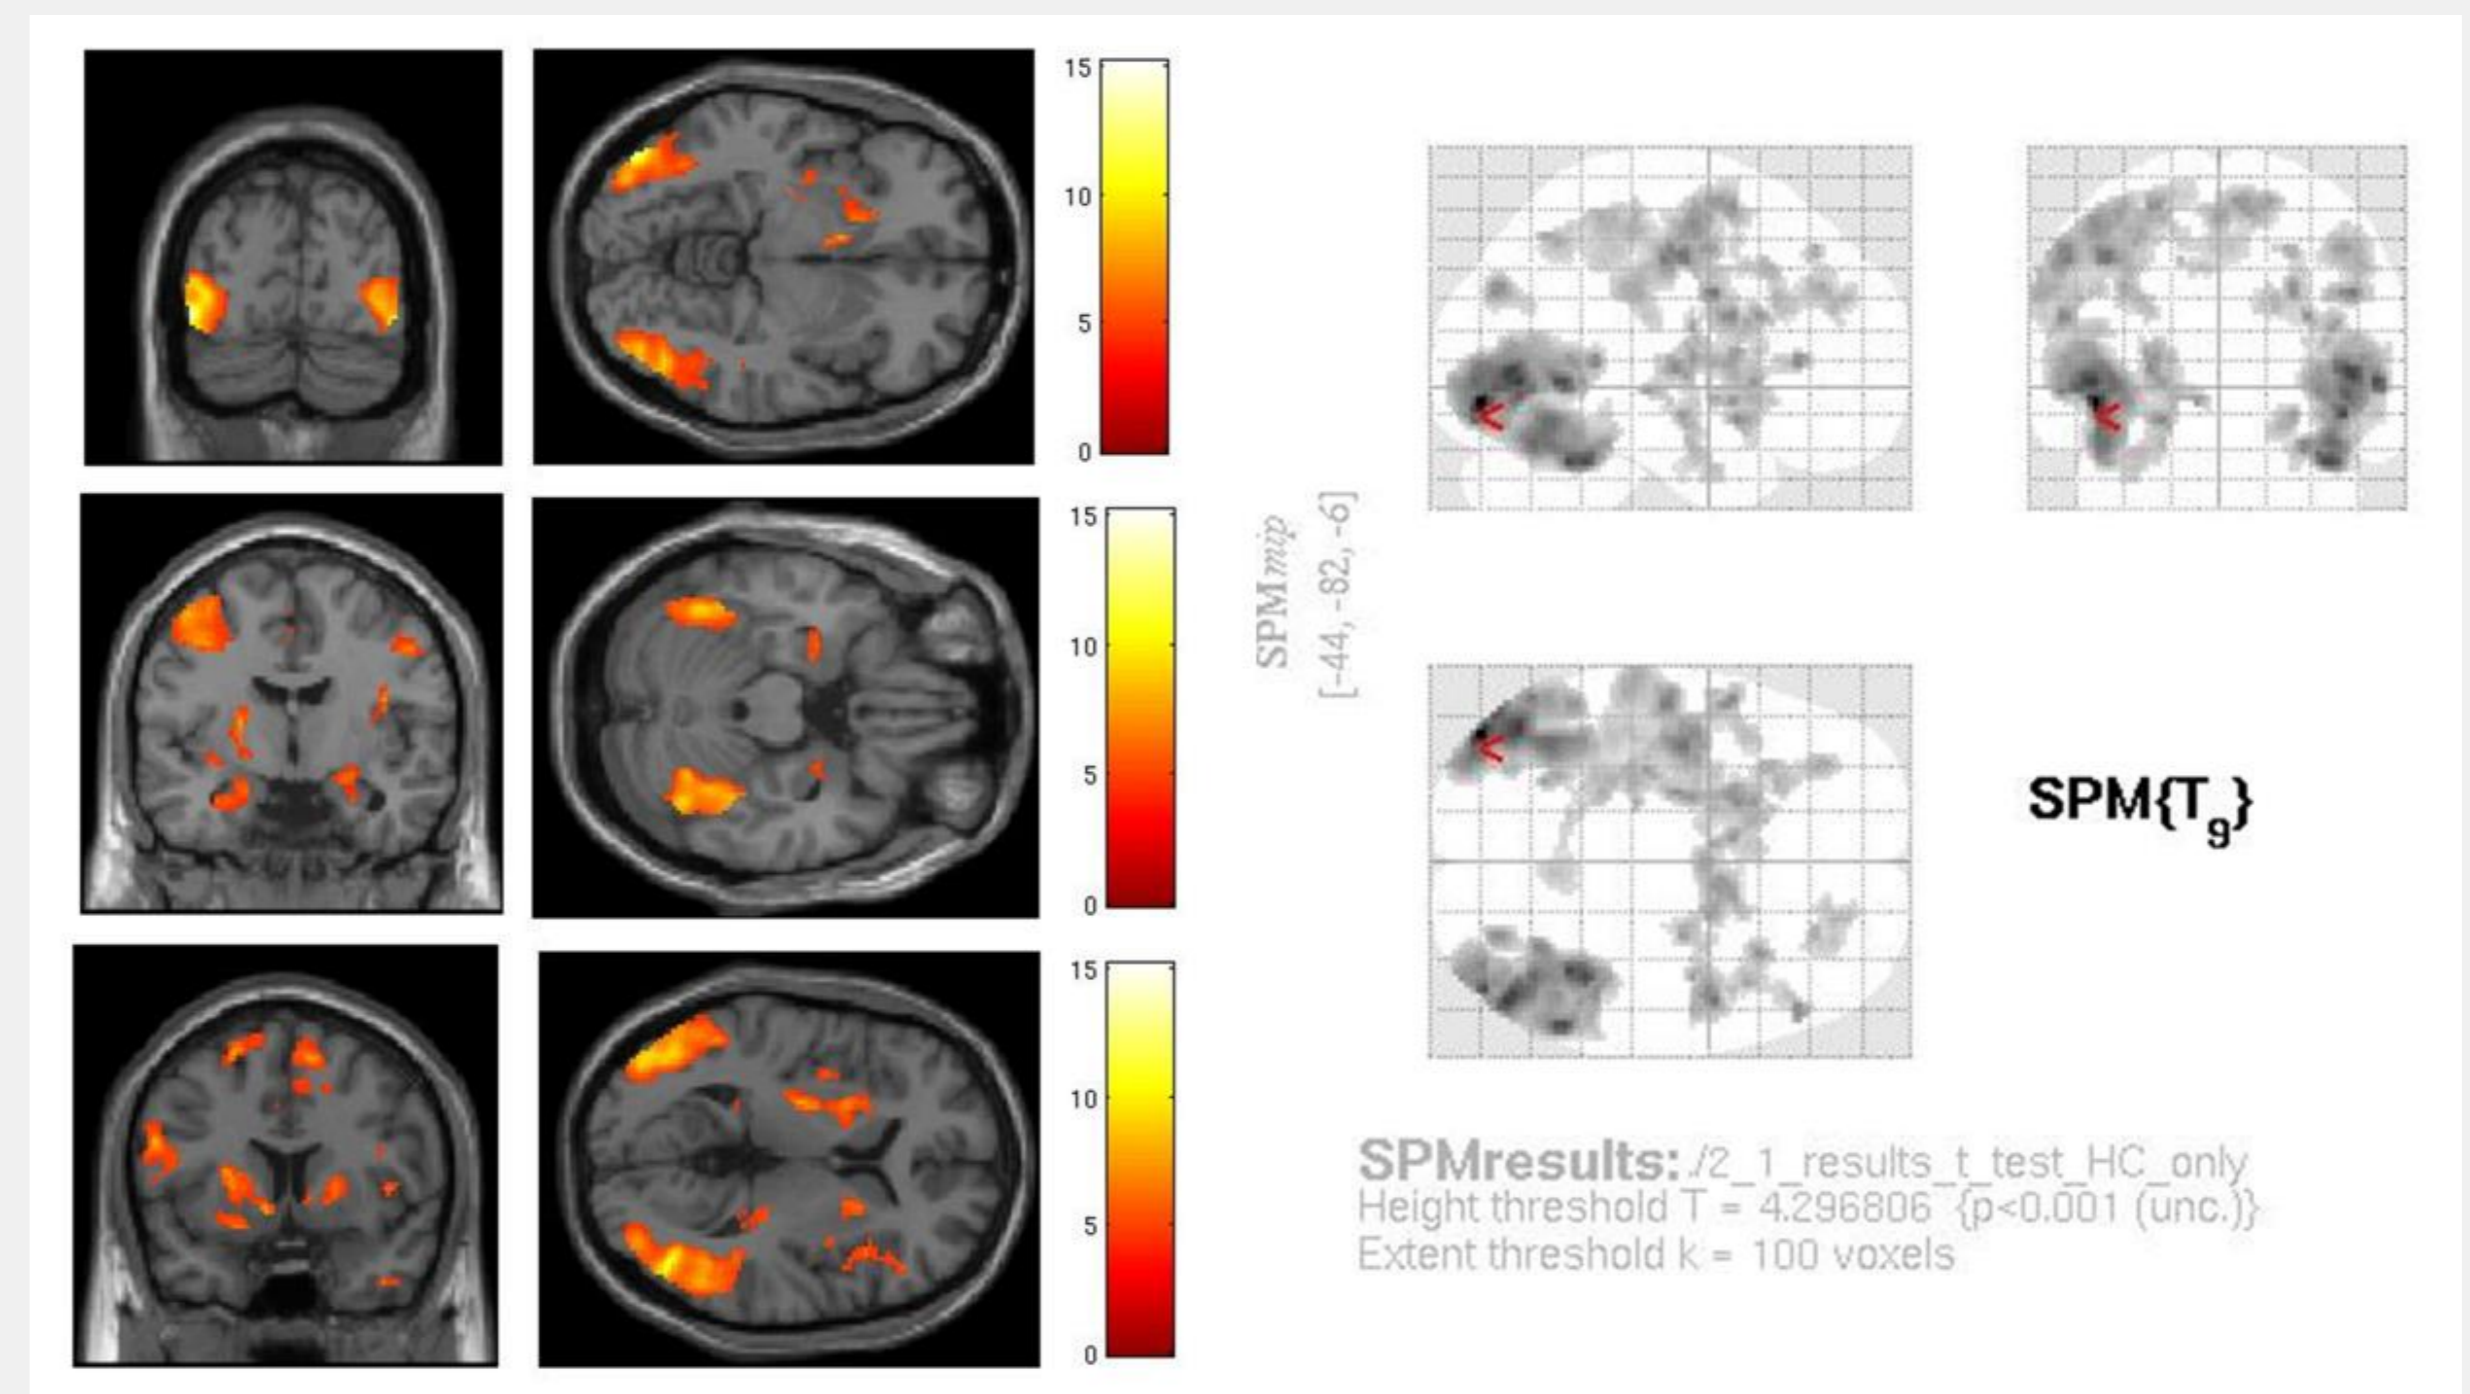 15
10
5
0
15
10
5
0
15
10
5
0
SPMmip
[-44, -82, -6]
<
<
<
SPM{T9}
SPMresults: ./2_1_results_t_test_HC_only
Height threshold T = 4.296806 {p<0.001 (unc.)}
Extent threshold k = 100 voxels